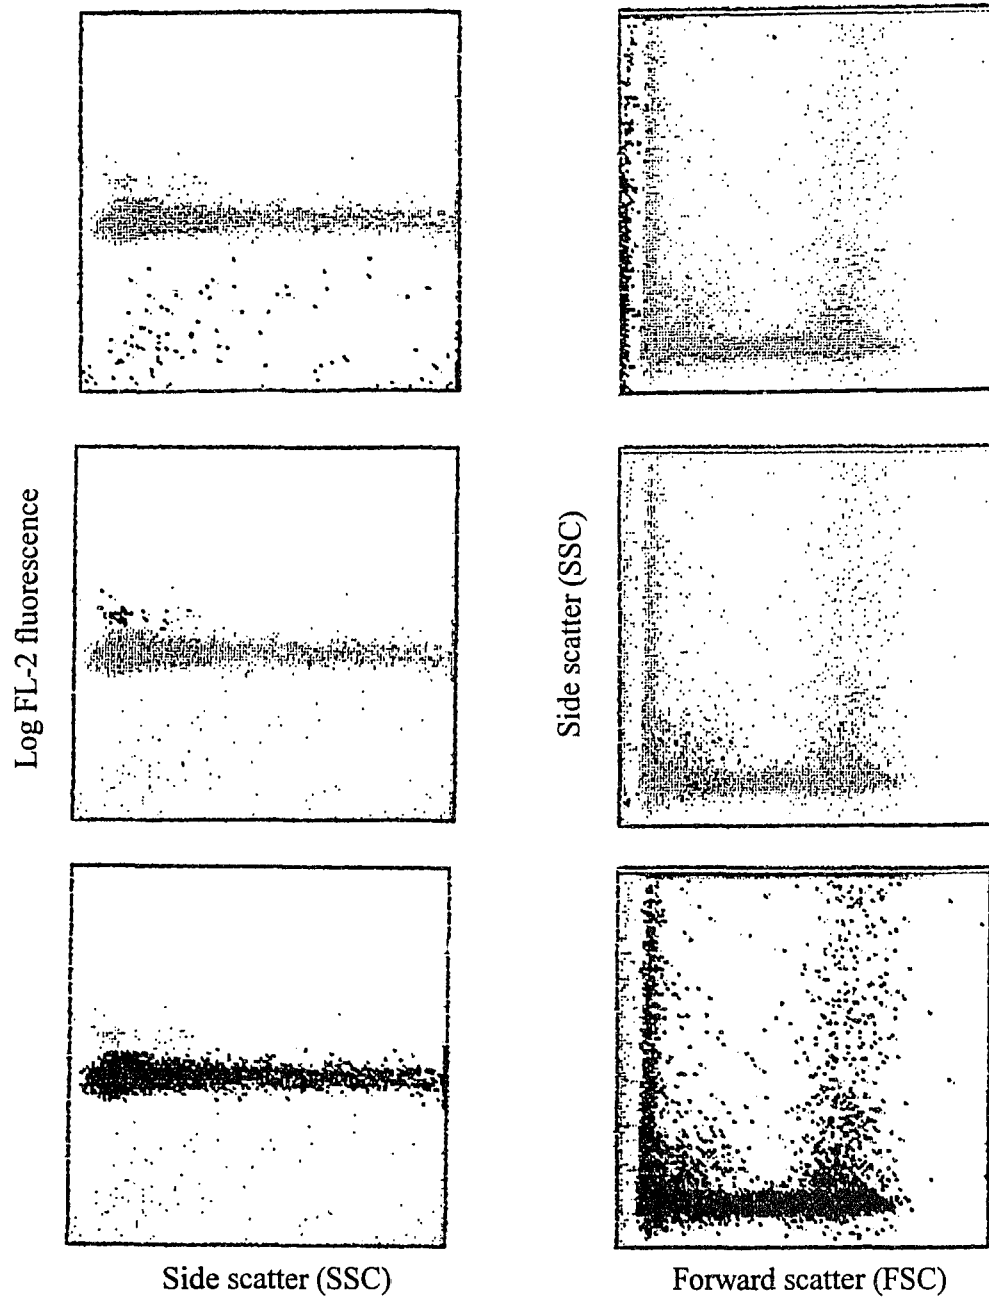 Log FL-2 fluorescence
Side scatter (SSC)
Side scatter (SSC)
Forward scatter (FSC)